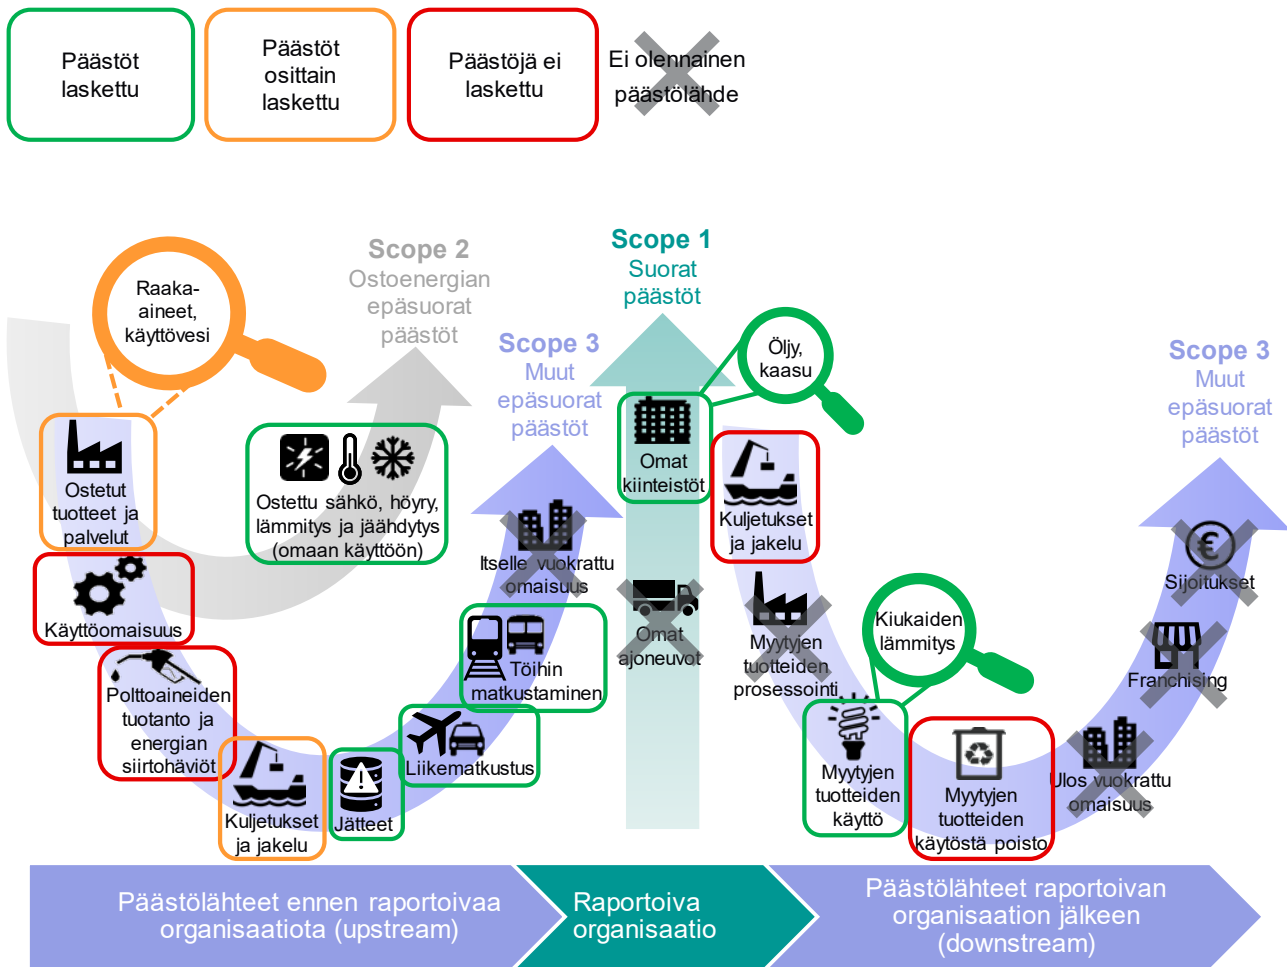 Päästöt
laskettu
Päästöt
osittain
laskettu
Päästöjä ei
laskettu
Ei olennainen
päästölähde
Raaka-
aineet,
käyttövesi
Scope 2
Ostoenergian
epäsuorat
päästöt
Scope 3
Muut
epäsuorat
päästöt
Scope 1
Suorat
päästöt
Öljy,
kaasu
Scope 3
Muut
epäsuorat
päästöt
Ostetut
tuotteet ja
palvelut
Ostettu sähkö, höyry,
lämmitys ja jäähdytys
(omaan käyttöön)
Käyttöomaisuus
Polttoaineiden
tuotanto ja
energian
siirtohäviöt
Kuljetukset
ja jakelu
Jätteet
Liikematkustus
Töihin
matkustaminen
Itselle vuokrattu
omaisuus
Omat
kiinteistöt
Omat
ajoneuvot
Kuljetukset
ja jakelu
Myytyjen
tuotteiden
prosessointi
Kiukaiden
lämmitys
Myytyjen
tuotteiden
käyttö
Myytyjen
tuotteiden
käytöstä poisto
Ulos vuokrattu
omaisuus
Franchising
€
Sijoitukset
Päästölähteet ennen raportoivaa
organisaatiota (upstream)
Raportoiva
organisaatio
Päästölähteet raportoivan
organisaation jälkeen
(downstream)